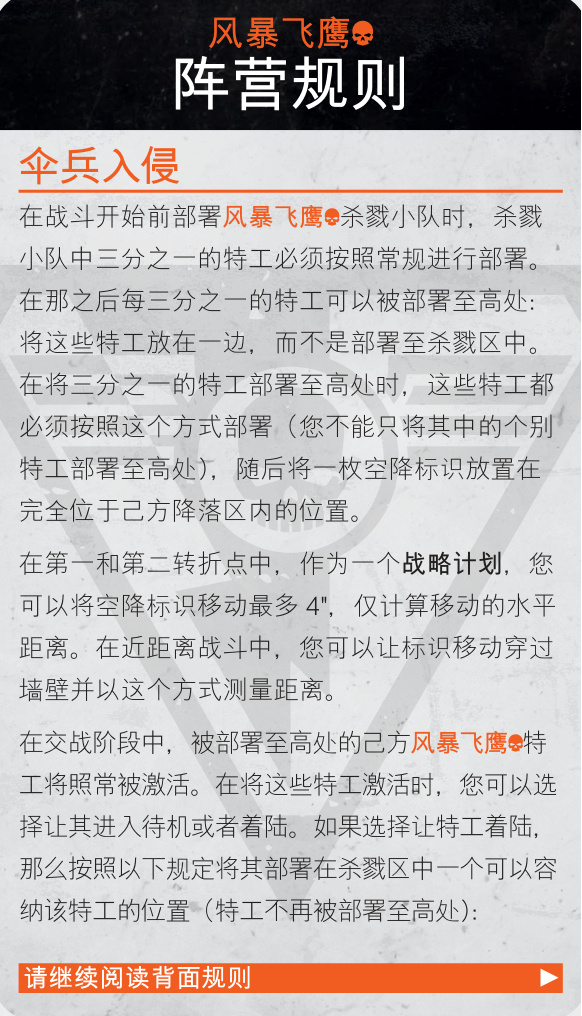 风暴飞鹰
阵营规则
伞兵入侵
在战斗开始前部署风暴飞鹰杀戮小队时，杀戮
小队中三分之一的特工必须按照常规进行部署。
在那之后每三分之一的特工可以被部署至高处：
将这些特工放在一边，而不是部署至杀戮区中。
在将三分之一的特工部署至高处时，这些特工都
必须按照这个方式部署（您不能只将其中的个别
特工部署至高处），随后将一枚空降标识放置在
完全位于己方降落区内的位置。
在第一和第二转折点中，作为一个战略计划，您
可以将空降标识移动最多 4"，仅计算移动的水平
距离。在近距离战斗中，您可以让标识移动穿过
墙壁并以这个方式测量距离。
在交战阶段中，被部署至高处的己方风暴飞鹰特
工将照常被激活。在将这些特工激活时，您可以选
择让其进入待机或者着陆。如果选择让特工着陆，
那么按照以下规定将其部署在杀戮区中一个可以容
纳该特工的位置（特工不再被部署至高处）：
请继续阅读背面规则